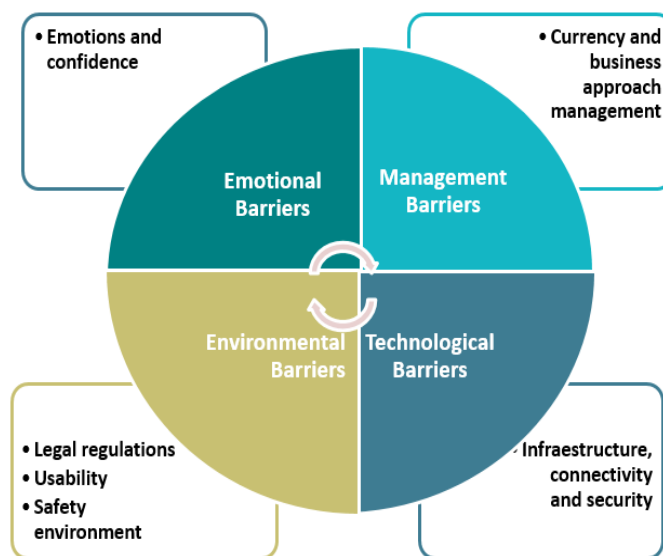 • Emotions and
confidence
• Currency and
business
approach
management
Emotional
Barriers
Management
Barriers
Environmental
Barriers
Technological
Barriers
• Legal regulations
• Usability
• Safety
environment
• Infraestructure,
connectivity
and security